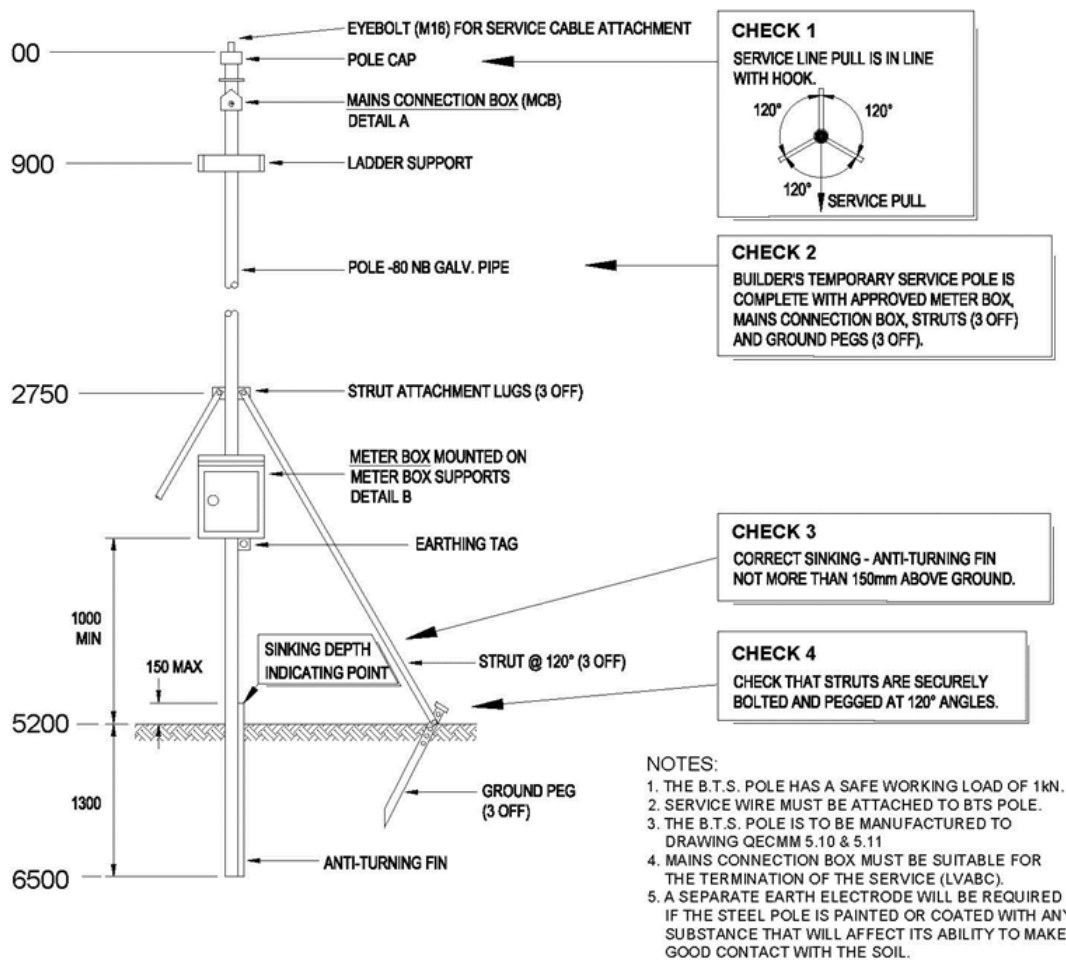 00
EYEBOLT (M16) FOR SERVICE CABLE ATTACHMENT
POLE CAP
MAINS CONNECTION BOX (MCB)
DETAIL A
900
LADDER SUPPORT
POLE -80 NB GALV. PIPE
2750
STRUT ATTACHMENT LUGS (3 OFF)
METER BOX MOUNTED ON
METER BOX SUPPORTS
DETAIL B
EARTHING TAG
1000
MIN
150 MAX
SINKING DEPTH
INDICATING POINT
STRUT @ 120° (3 OFF)
5200
1300
GROUND PEG
(3 OFF)
ANTI-TURNING FIN
6500
CHECK 1
SERVICE LINE PULL IS IN LINE
WITH HOOK.
120°
120°
120°
SERVICE PULL
CHECK 2
BUILDER'S TEMPORARY SERVICE POLE IS
COMPLETE WITH APPROVED METER BOX,
MAINS CONNECTION BOX, STRUTS (3 OFF)
AND GROUND PEGS (3 OFF).
CHECK 3
CORRECT SINKING - ANTI-TURNING FIN
NOT MORE THAN 150mm ABOVE GROUND.
CHECK 4
CHECK THAT STRUTS ARE SECURELY
BOLTED AND PEGGED AT 120° ANGLES.
NOTES:
1. THE B.T.S. POLE HAS A SAFE WORKING LOAD OF 1kN.
2. SERVICE WIRE MUST BE ATTACHED TO BTS POLE.
3. THE B.T.S. POLE IS TO BE MANUFACTURED TO
DRAWING QECMM 5.10 & 5.11
4. MAINS CONNECTION BOX MUST BE SUITABLE FOR
THE TERMINATION OF THE SERVICE (LVABC).
5. A SEPARATE EARTH ELECTRODE WILL BE REQUIRED
IF THE STEEL POLE IS PAINTED OR COATED WITH ANY
SUBSTANCE THAT WILL AFFECT ITS ABILITY TO MAKE
GOOD CONTACT WITH THE SOIL.